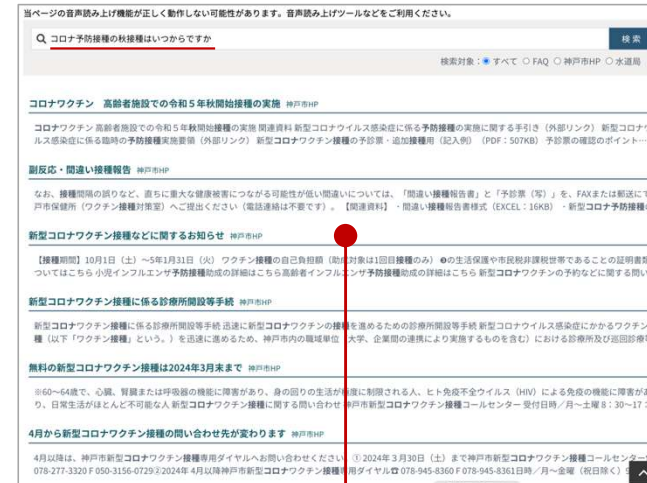 当ページの音声読み上げ機能が正しく動作しない可能性があります。音声読み上げツールなどをご利用ください。
コロナ予防接種の秋接種はいつからですか
検索
検索対象：すべて FAQ 神戸市HP 水道局
コロナワクチン 高齢者施設での令和５年秋開始接種の実施 神戸市HP
コロナワクチン 高齢者施設での令和５年秋開始接種の実施 関連資料 新型コロナウイルス感染症に係る予防接種の実施に関する手引き（外部リンク） 新型コロナ
ルス感染症に係る臨時の予防接種実施要領（外部リンク） 新型コロナワクチン接種の予診票・追加接種用（記入例）（PDF：507KB） 予診票の確認のポイント…
副反応・間違い接種報告 神戸市HP
なお、接種間隔の誤りなど、直ちに重大な健康被害につながる可能性が低い間違いについては、「間違い接種報告書」と「予診票（写）」を、FAXまたは郵送にて
戸市保健所（ワクチン接種対策室）へご提出ください（電話連絡は不要です）。【関連資料】・間違い接種報告書様式（EXCEL：16KB）・新型コロナ予防接種
新型コロナワクチン接種などに関するお知らせ 神戸市HP
【接種期間】10月1日（土）～5年1月31日（火） ワクチン接種の自己負担額（助成対象は1回目接種のみ） ❷の生活保護や市民税非課税世帯であることの証明書類
ついてはこちら 小児インフルエンザ予防接種助成の詳細はこちら高齢者インフルエンザ予防接種助成の詳細はこちら 新型コロナワクチンの予約などに関する問い
新型コロナワクチン接種に係る診療所開設等手続 神戸市HP
新型コロナワクチン接種に係る診療所開設等手続 迅速に新型コロナワクチンの接種を進めるための診療所開設等手続 新型コロナウイルス感染症にかかるワクチン
種（以下「ワクチン接種」という。）を迅速に進めるため、神戸市内の職域単位（大学、企業間の連携により実施するものを含む）における診療所及び巡回診療
無料の新型コロナワクチン接種は2024年3月末まで 神戸市HP
※60～64歳で、心臓、腎臓または呼吸器の機能に障害があり、身の回りの生活が極度に制限される人、ヒト免疫不全ウイルス（HIV）による免疫の機能に障害があ
り、日常生活がほとんど不可能な人 新型コロナワクチン接種に関する問い合わせ 神戸市新型コロナワクチン接種コールセンター 受付日時／月～土曜 8：30～17：
4月から新型コロナワクチン接種の問い合わせ先が変わります 神戸市HP
4月以降は、神戸市新型コロナワクチン接種専用ダイヤルへお問い合わせください。①2024年３月30日（土）まで神戸市新型コロナワクチン接種コールセンター
078-277-3320 F 050-3156-0729②2024年 4月以降神戸市新型コロナワクチン接種専用ダイヤル☎ 078-945-8360 F 078-945-8361日時／月～金曜（祝日除く）